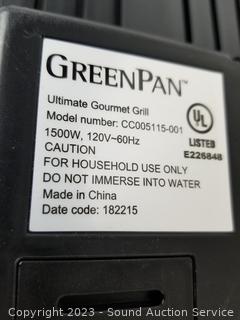 GREENPAN™
Ultimate Gourmet Grill
Model number: CC005115-001
1500W, 120V~60Hz
CAUTION
FOR HOUSEHOLD USE ONLY
DO NOT IMMERSE INTO WATER
Made in China
Date code: 182215
UL
LISTED
E226848
Copyright 2023 - Sound Auction Service